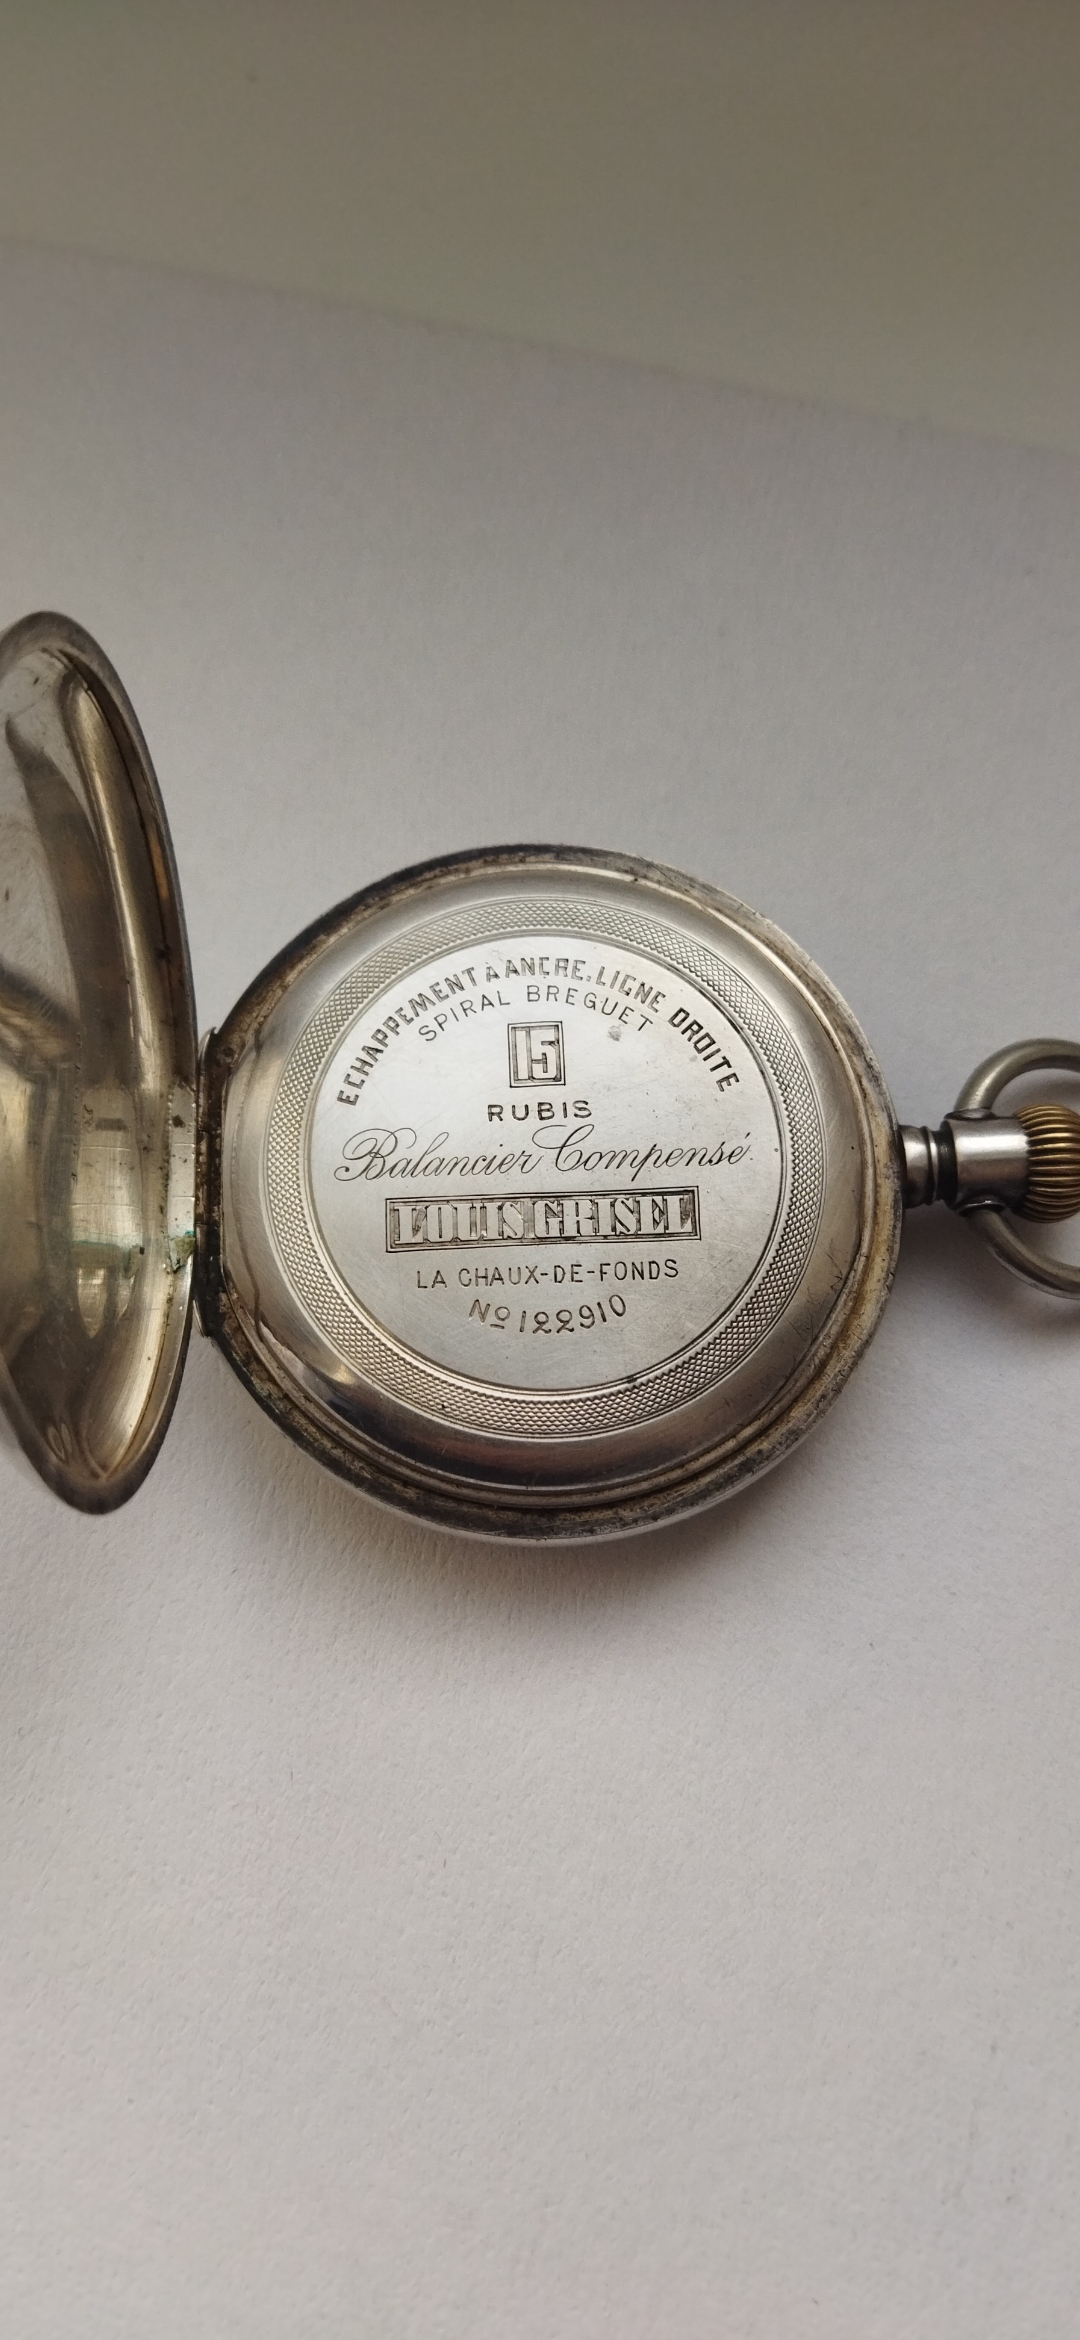 ECHAPPEMENT À ANCRE. LIGNE DROITE
SPIRAL BREGUET
15
RUBIS
Balancier Compensé
LOUIS GRISEL
LA CHAUX-DE-FONDS
No 122910